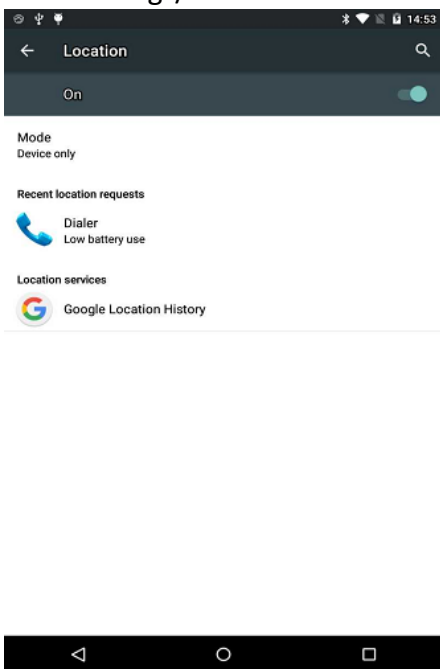 14:53
Location
On
Mode
Device only
Recent location requests
Dialer
Low battery use
Location services
Google Location History